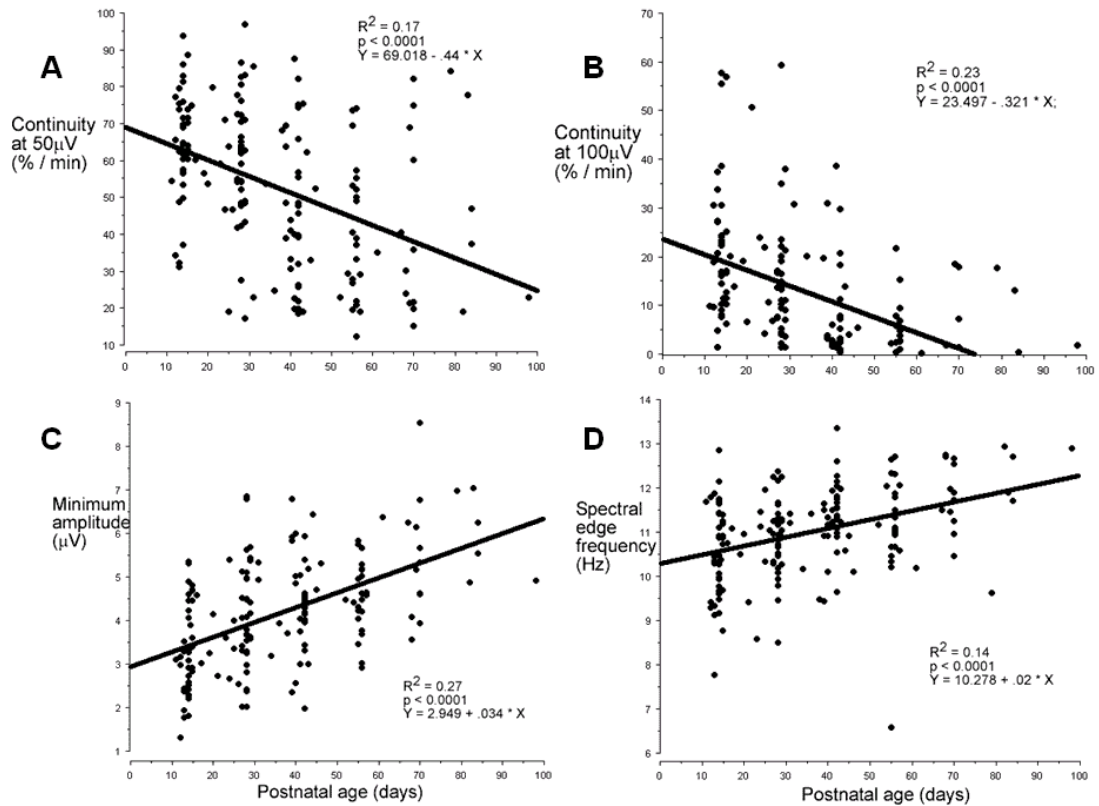 A
Continuity
at 50μV
(% / min)
100
90
80
70
60
50
40
30
20
10
R² = 0.17
p < 0.0001
Y = 69.018 - .44 * X
0 10 20 30 40 50 60 70 80 90 100
B
Continuity
at 100μV
(% / min)
70
60
50
40
30
20
10
0
R² = 0.23
p < 0.0001
Y = 23.497 - .321 * X;
0 10 20 30 40 50 60 70 80 90 100
C
Minimum
amplitude
(μV)
9
8
7
6
5
4
3
2
1
R² = 0.27
p < 0.0001
Y = 2.949 + .034 * X
0 10 20 30 40 50 60 70 80 90 100
Postnatal age (days)
D
Spectral
edge
frequency
(Hz)
14
13
12
11
10
9
8
7
6
R² = 0.14
p < 0.0001
Y = 10.278 + .02 * X
0 10 20 30 40 50 60 70 80 90 100
Postnatal age (days)